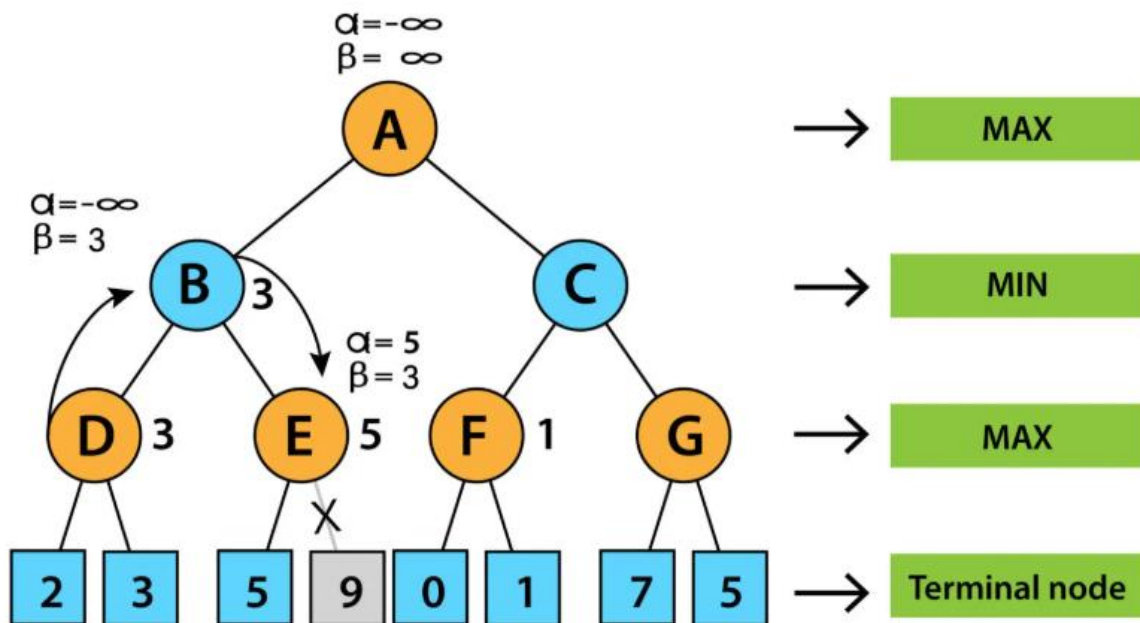 α=-∞
β= ∞
A
MAX
α=-∞
β= 3
B
3
C
MIN
α= 5
β= 3
D
3
E
5
F
1
G
MAX
X
2
3
5
9
0
1
7
5
Terminal node